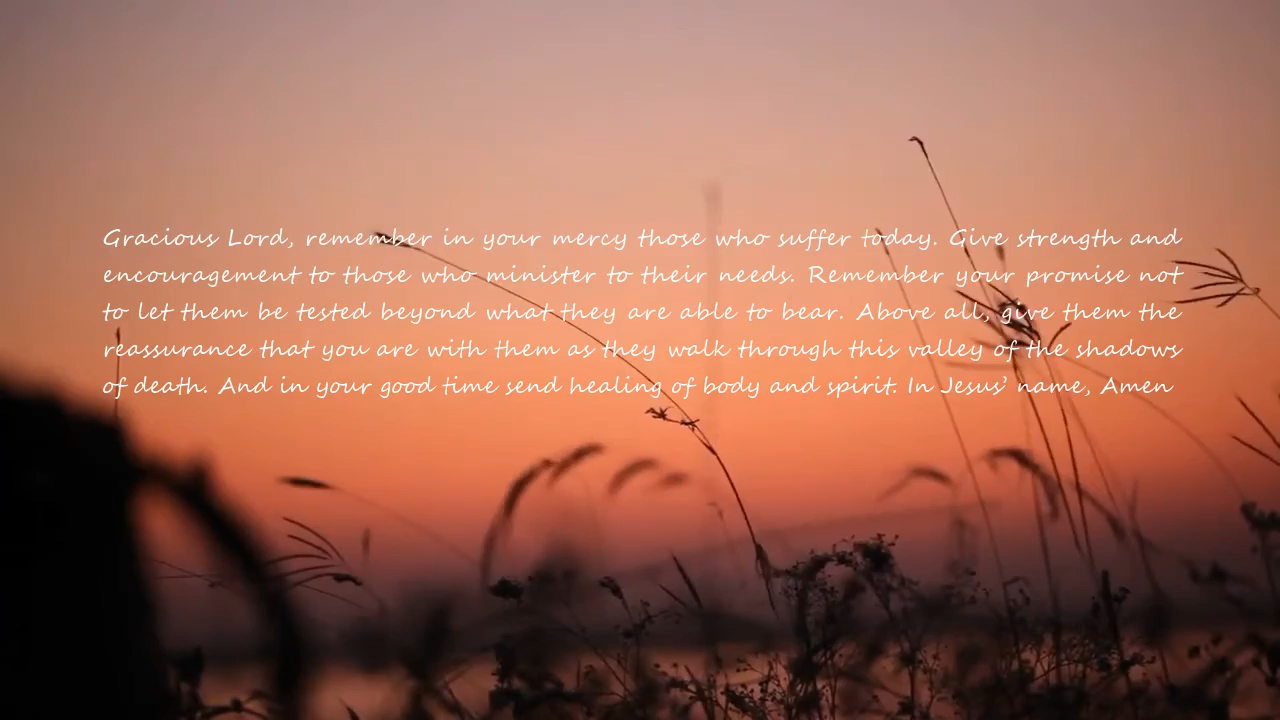 Gracious Lord, remember in your mercy those who suffer today. Give strength and
encouragement to those who minister to their needs. Remember your promise not
to let them be tested beyond what they are able to bear. Above all, give them the
reassurance that you are with them as they walk through this valley of the shadows
of death. And in your good time send healing of body and spirit. In Jesus’ name, Amen